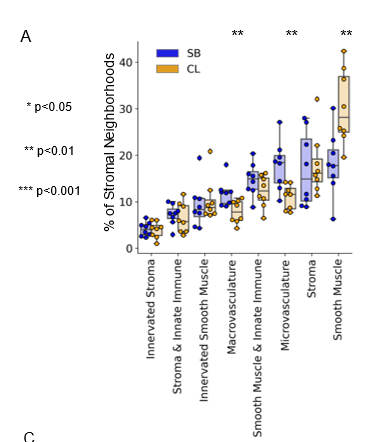 A
** ** **
SB
CL
* p<0.05
** p<0.01
*** p<0.001
% of Stromal Neighborhoods
40
30
20
10
0
Innervated Stroma
Stroma & Innate Immune
Innervated Smooth Muscle
Macrovasculature
Smooth Muscle & Innate Immune
Microvasculature
Stroma
Smooth Muscle
C